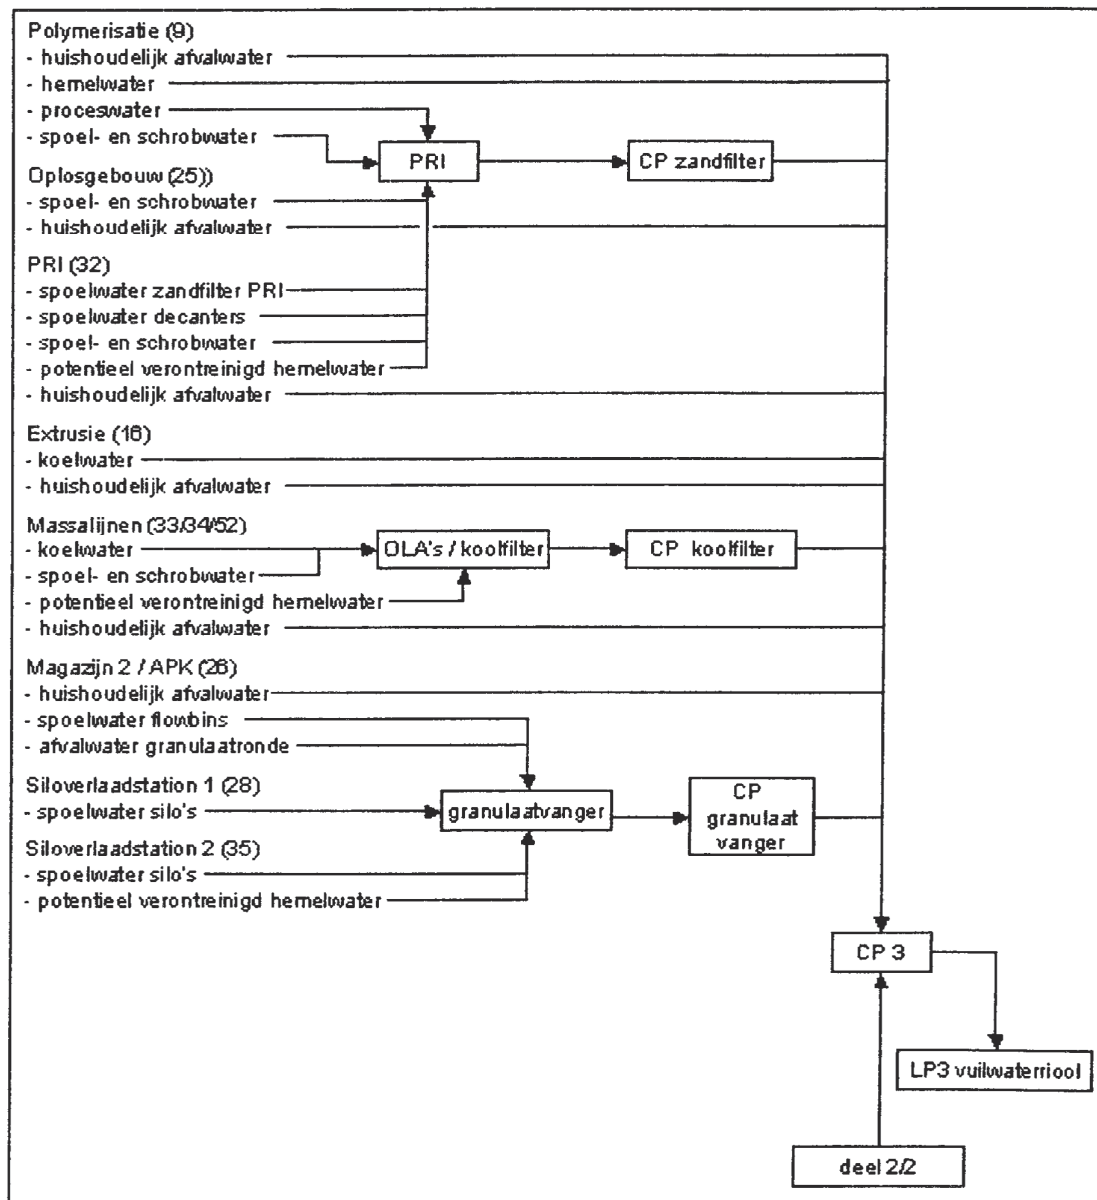 Polymerisatie (9)
- huishoudelijk afvalwater
- hemelwater
- proceswater
- spoel- en schrobwater
PRI
CP zandfilter
Oplosgebouw (25))
- spoel- en schrobwater
- huishoudelijk afvalwater
PRI (32)
- spoelwater zandfilter PRI
- spoelwater decanters
- spoel- en schrobwater
- potentieel verontreinigd hemelwater
- huishoudelijk afvalwater
Extrusie (16)
- koelwater
- huishoudelijk afvalwater
Massalijnen (33/34/52)
- koelwater
- spoel- en schrobwater
- potentieel verontreinigd hemelwater
- huishoudelijk afvalwater
OLA's / koolfilter
CP koolfilter
Magazijn 2 / APK (26)
- huishoudelijk afvalwater
- spoelwater flowbins
- afvalwater granulaatronde
Siloverlaadstation 1 (28)
- spoelwater silo's
granulaatvanger
CP
granulaat
vanger
Siloverlaadstation 2 (35)
- spoelwater silo's
- potentieel verontreinigd hemelwater
CP 3
LP3 vuilwaterriool
deel 2/2